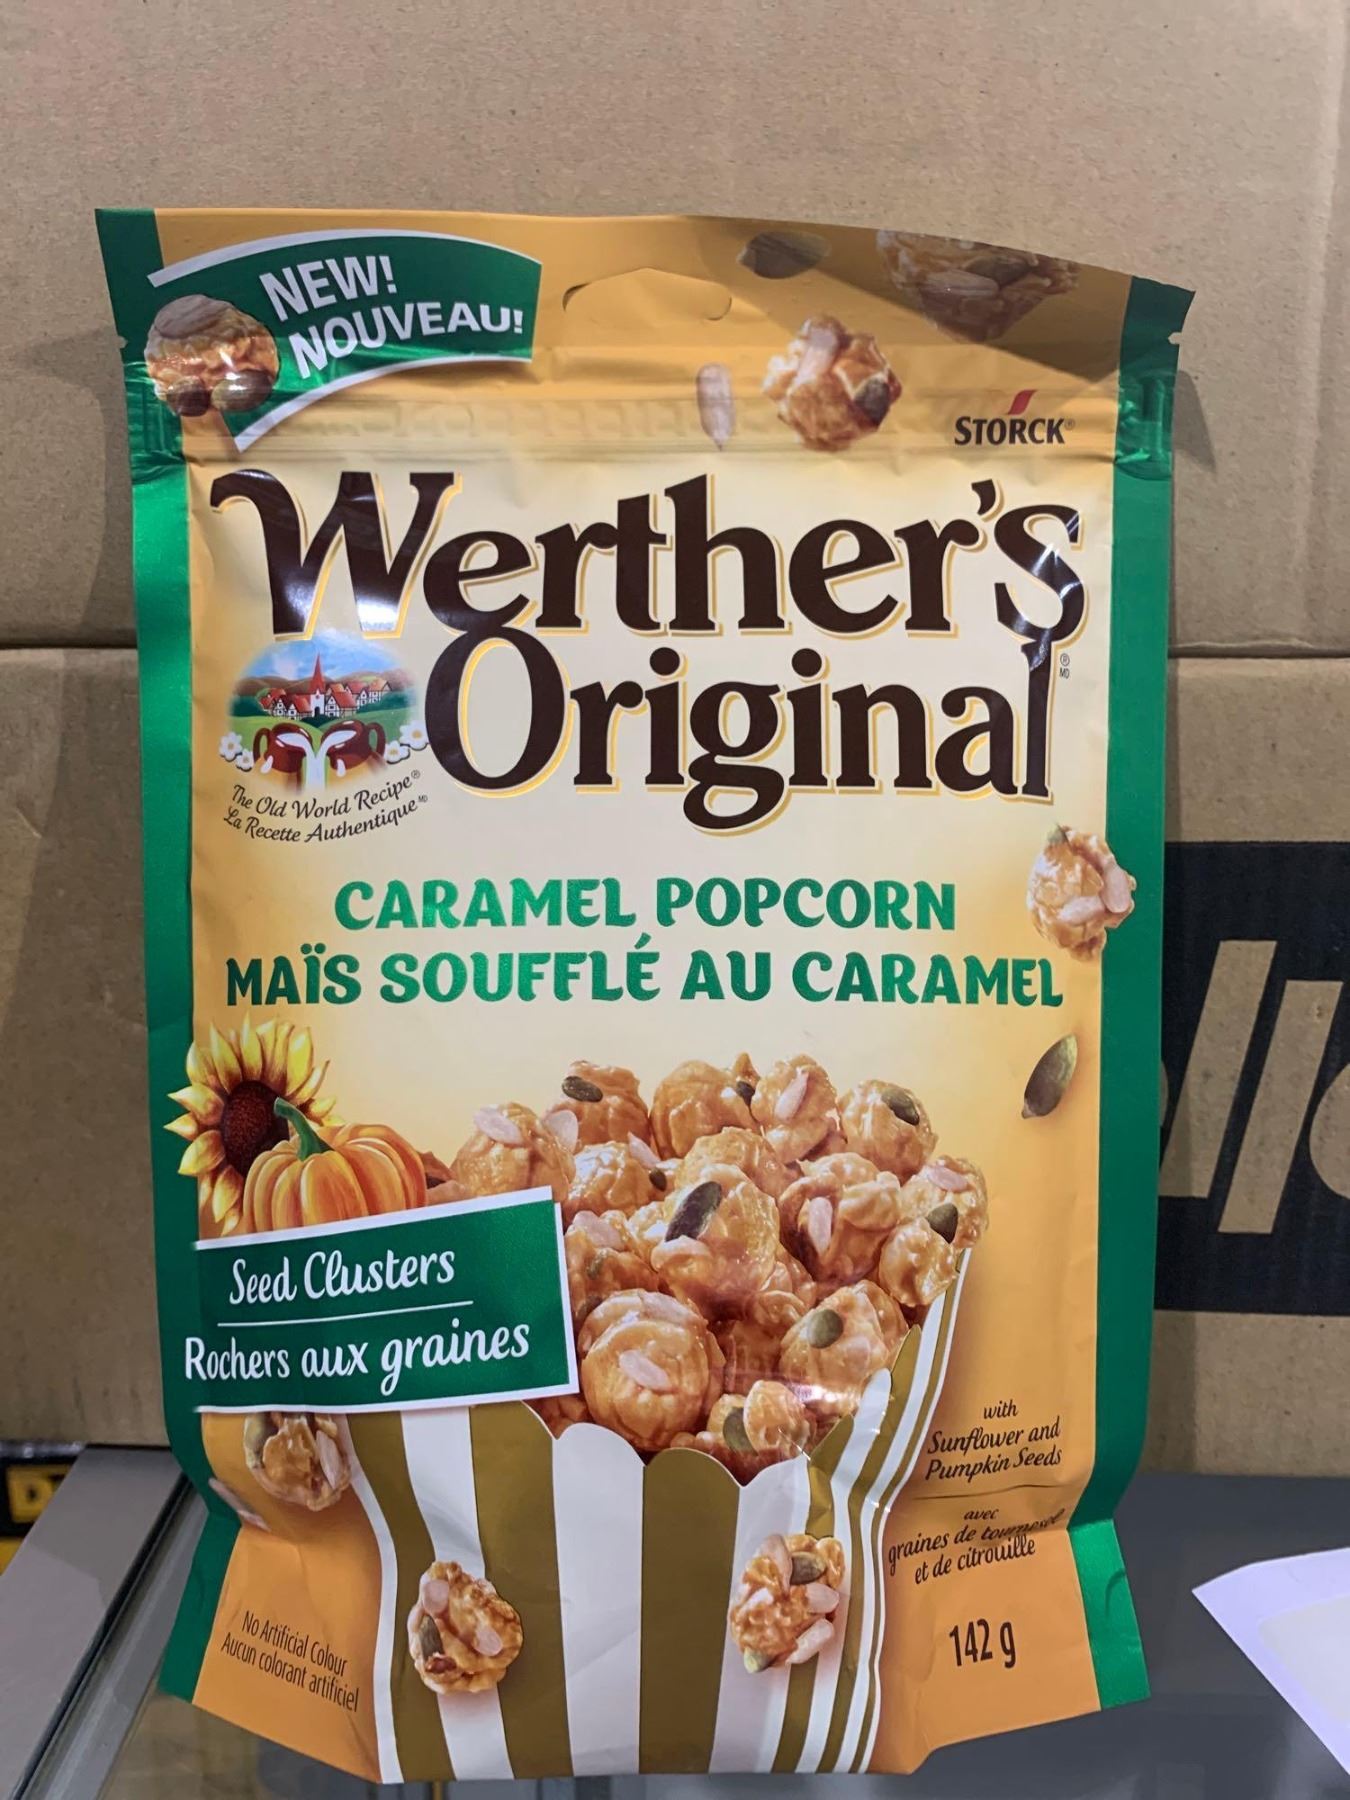 NEW!
NOUVEAU!
STORCK®
Werther's
Original
® MD
The Old World Recipe®
La Recette Authentique MD
CARAMEL POPCORN
MAÏS SOUFFLÉ AU CARAMEL
Seed Clusters
Rochers aux graines
with
Sunflower and
Pumpkin Seeds
avec
graines de tournesol
et de citrouille
No Artificial Colour
Aucun colorant artificiel
142 g